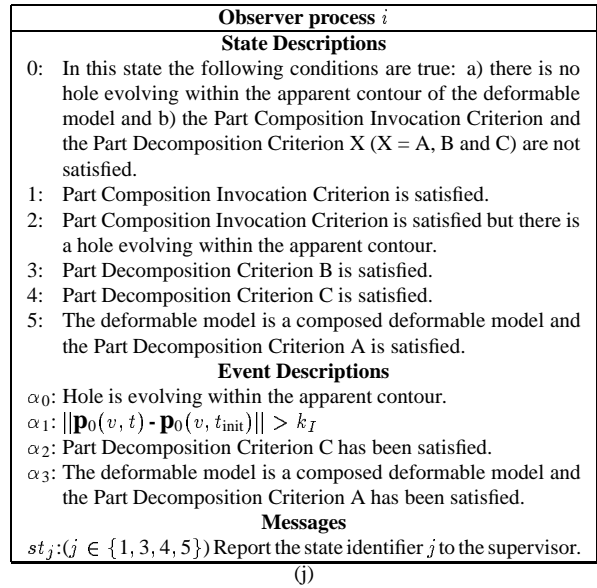 Observer process i
State Descriptions
0: In this state the following conditions are true: a) there is no
hole evolving within the apparent contour of the deformable
model and b) the Part Composition Invocation Criterion and
the Part Decomposition Criterion X (X = A, B and C) are not
satisfied.
1: Part Composition Invocation Criterion is satisfied.
2: Part Composition Invocation Criterion is satisfied but there is
a hole evolving within the apparent contour.
3: Part Decomposition Criterion B is satisfied.
4: Part Decomposition Criterion C is satisfied.
5: The deformable model is a composed deformable model and
the Part Decomposition Criterion A is satisfied.
Event Descriptions
α₀: Hole is evolving within the apparent contour.
α₁: ||p₀(v, t) - p₀(v, t_init)|| > k_I
α₂: Part Decomposition Criterion C has been satisfied.
α₃: The deformable model is a composed deformable model and
the Part Decomposition Criterion A has been satisfied.
Messages
st_j:(j ∈ {1, 3, 4, 5}) Report the state identifier j to the supervisor.
(j)